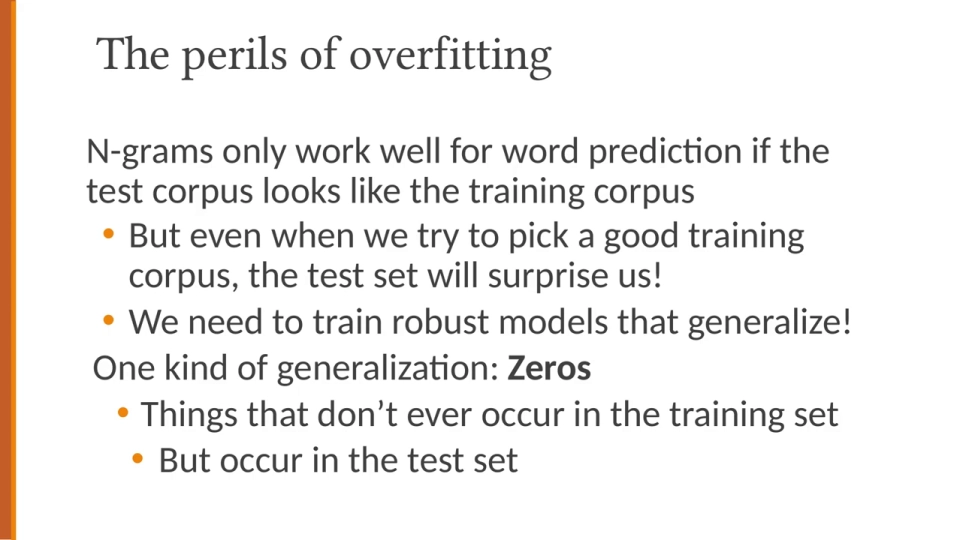 The perils of overfitting
N-grams only work well for word prediction if the
test corpus looks like the training corpus
• But even when we try to pick a good training
corpus, the test set will surprise us!
• We need to train robust models that generalize!
One kind of generalization: Zeros
• Things that don’t ever occur in the training set
• But occur in the test set